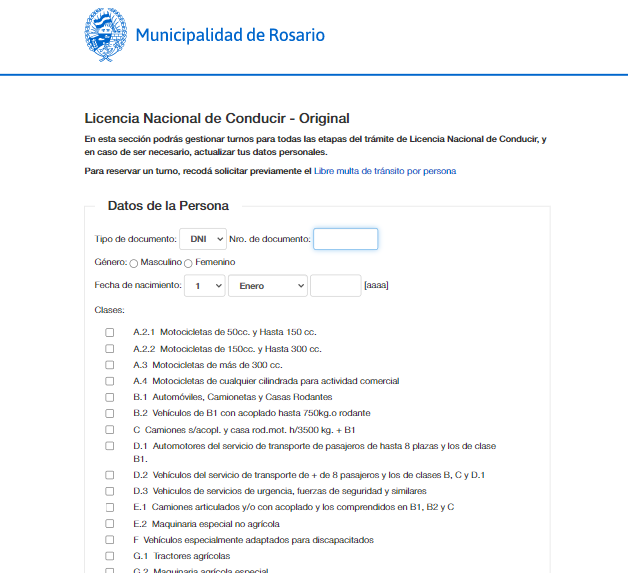 Municipalidad de Rosario
Licencia Nacional de Conducir - Original
En esta sección podrás gestionar turnos para todas las etapas del trámite de Licencia Nacional de Conducir, y
en caso de ser necesario, actualizar tus datos personales.
Para reservar un turno, recodá solicitar previamente el Libre multa de tránsito por persona
Datos de la Persona
Tipo de documento: DNI Nro. de documento:
Género: Masculino Femenino
Fecha de nacimiento: 1 Enero [aaaa]
Clases:
A.2.1 Motocicletas de 50cc. y Hasta 150 cc.
A.2.2 Motocicletas de 150cc. y Hasta 300 cc.
A.3 Motocicletas de más de 300 cc.
A.4 Motocicletas de cualquier cilindrada para actividad comercial
B.1 Automóviles, Camionetas y Casas Rodantes
B.2 Vehículos de B1 con acoplado hasta 750kg.o rodante
C Camiones s/acopl. y casa rod.mot. h/3500 kg. + B1
D.1 Automotores del servicio de transporte de pasajeros de hasta 8 plazas y los de clase
B1.
D.2 Vehículos del servicio de transporte de + de 8 pasajeros y los de clases B, C y D.1
D.3 Vehiculos de servicios de urgencia, fuerzas de seguridad y similares
E.1 Camiones articulados y/o con acoplado y los comprendidos en B1, B2 y C
E.2 Maquinaria especial no agrícola
F Vehículos especialmente adaptados para discapacitados
G.1 Tractores agrícolas
G.2 Maquinaria agrícola especial